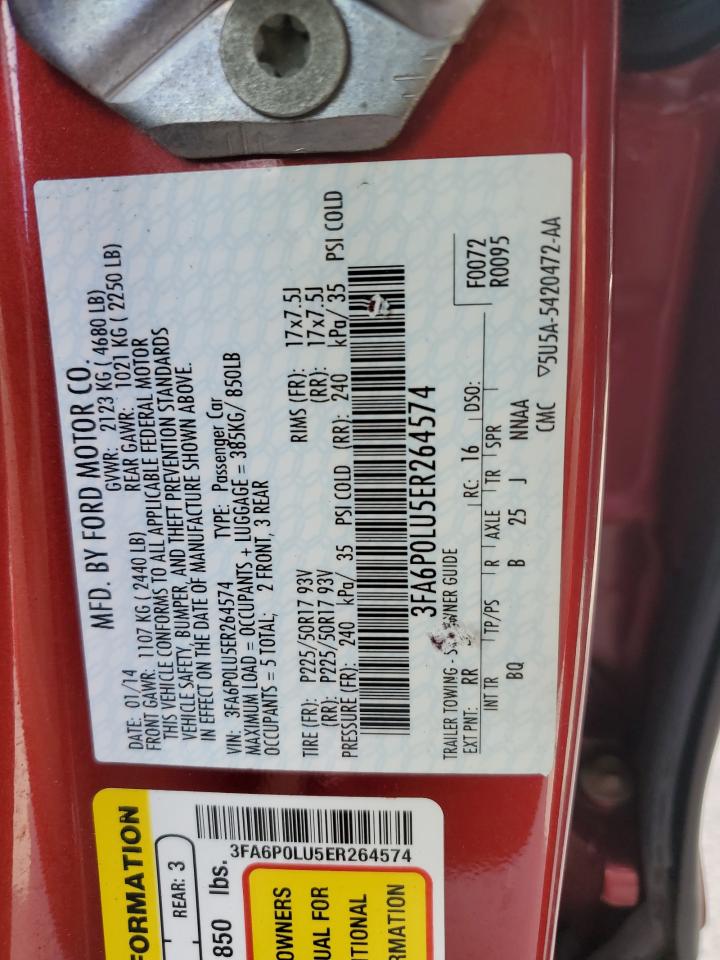 MFD. BY FORD MOTOR CO.
DATE: 01/14 GVWR: 2123 KG ( 4680 LB)
FRONT GAWR: 1107 KG ( 2440 LB) REAR GAWR: 1021 KG ( 2250 LB)
THIS VEHICLE CONFORMS TO ALL APPLICABLE FEDERAL MOTOR
VEHICLE SAFETY, BUMPER, AND THEFT PREVENTION STANDARDS
IN EFFECT ON THE DATE OF MANUFACTURE SHOWN ABOVE.
VIN: 3FA6P0LU5ER264574 TYPE: Passenger Car
MAXIMUM LOAD = OCCUPANTS + LUGGAGE = 385KG/ 850LB
OCCUPANTS = 5 TOTAL: 2 FRONT, 3 REAR
TIRE (FR): P225/50R17 93V RIMS (FR): 17x7.5J
(RR): P225/50R17 93V (RR): 17x7.5J
PRESSURE (FR): 240 kPa/ 35 PSI COLD (RR): 240 kPa/ 35 PSI COLD
3FA6P0LU5ER264574
TRAILER TOWING - OWNER GUIDE
EXT PNT: RR RC: 16 DSO: F0072
R0095
INT TR TP/PS R AXLE TR SPR
BQ B 25 J NNAA
CMC ▽5U5A-5420472-AA
FORMATION
REAR: 3
850 lbs.
3FA6P0LU5ER264574
OWNERS
UAL FOR
TIONAL
RMATION